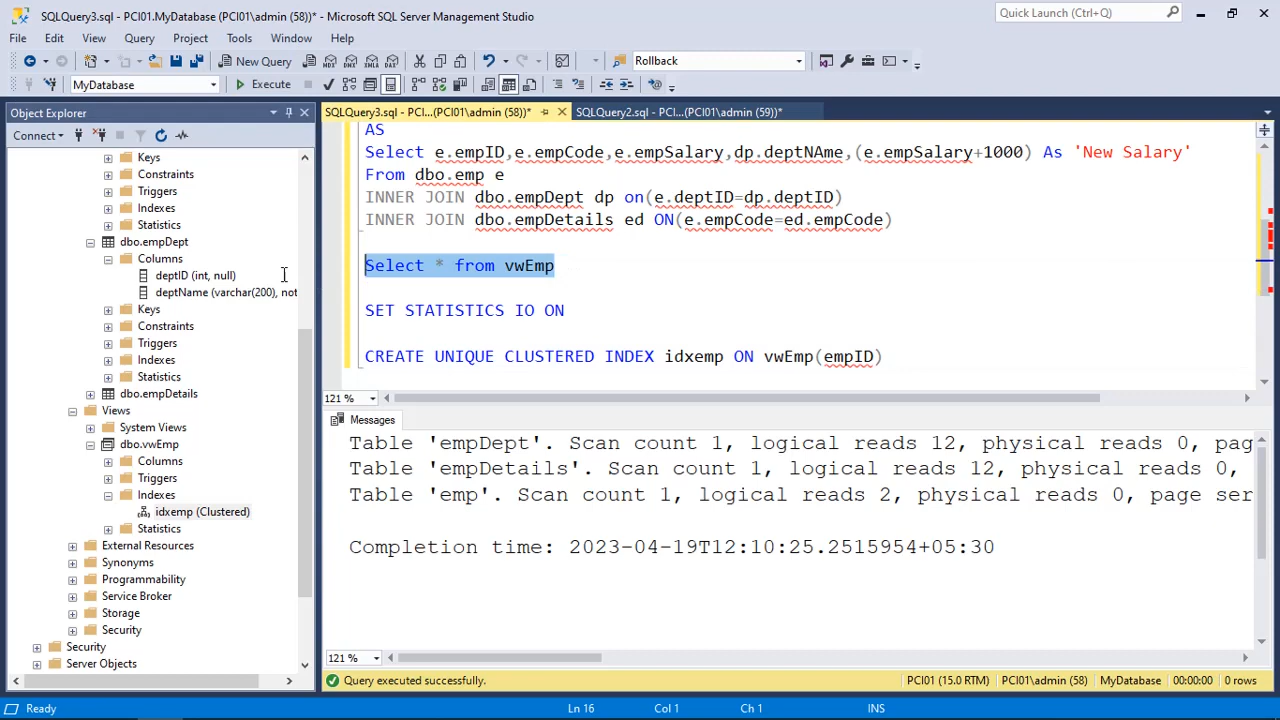 SQLQuery3.sql - PCI01.MyDatabase (PCI01\admin (58))* - Microsoft SQL Server Management Studio
Quick Launch (Ctrl+Q)
File Edit View Query Project Tools Window Help
New Query
MDX DMX XMLA DAX
Rollback
MyDatabase
Execute
Object Explorer
SQLQuery3.sql - PC...(PCI01\admin (58))*
SQLQuery2.sql - PC...(PCI01\admin (59))*
Connect
Keys
Constraints
Triggers
Indexes
Statistics
dbo.empDept
Columns
deptID (int, null)
deptName (varchar(200), not
Keys
Constraints
Triggers
Indexes
Statistics
dbo.empDetails
Views
System Views
dbo.vwEmp
Columns
Triggers
Indexes
idxemp (Clustered)
Statistics
External Resources
Synonyms
Programmability
Service Broker
Storage
Security
Security
Server Objects
AS
Select e.empID,e.empCode,e.empSalary,dp.deptNAme,(e.empSalary+1000) As 'New Salary'
From dbo.emp e
INNER JOIN dbo.empDept dp on(e.deptID=dp.deptID)
INNER JOIN dbo.empDetails ed ON(e.empCode=ed.empCode)
Select * from vwEmp
SET STATISTICS IO ON
CREATE UNIQUE CLUSTERED INDEX idxemp ON vwEmp(empID)
121 %
Messages
Table 'empDept'. Scan count 1, logical reads 12, physical reads 0, pag
Table 'empDetails'. Scan count 1, logical reads 12, physical reads 0,
Table 'emp'. Scan count 1, logical reads 2, physical reads 0, page ser
Completion time: 2023-04-19T12:10:25.2515954+05:30
121 %
Query executed successfully.
PCI01 (15.0 RTM) PCI01\admin (58) MyDatabase 00:00:00 0 rows
Ready
Ln 16 Col 1 Ch 1 INS